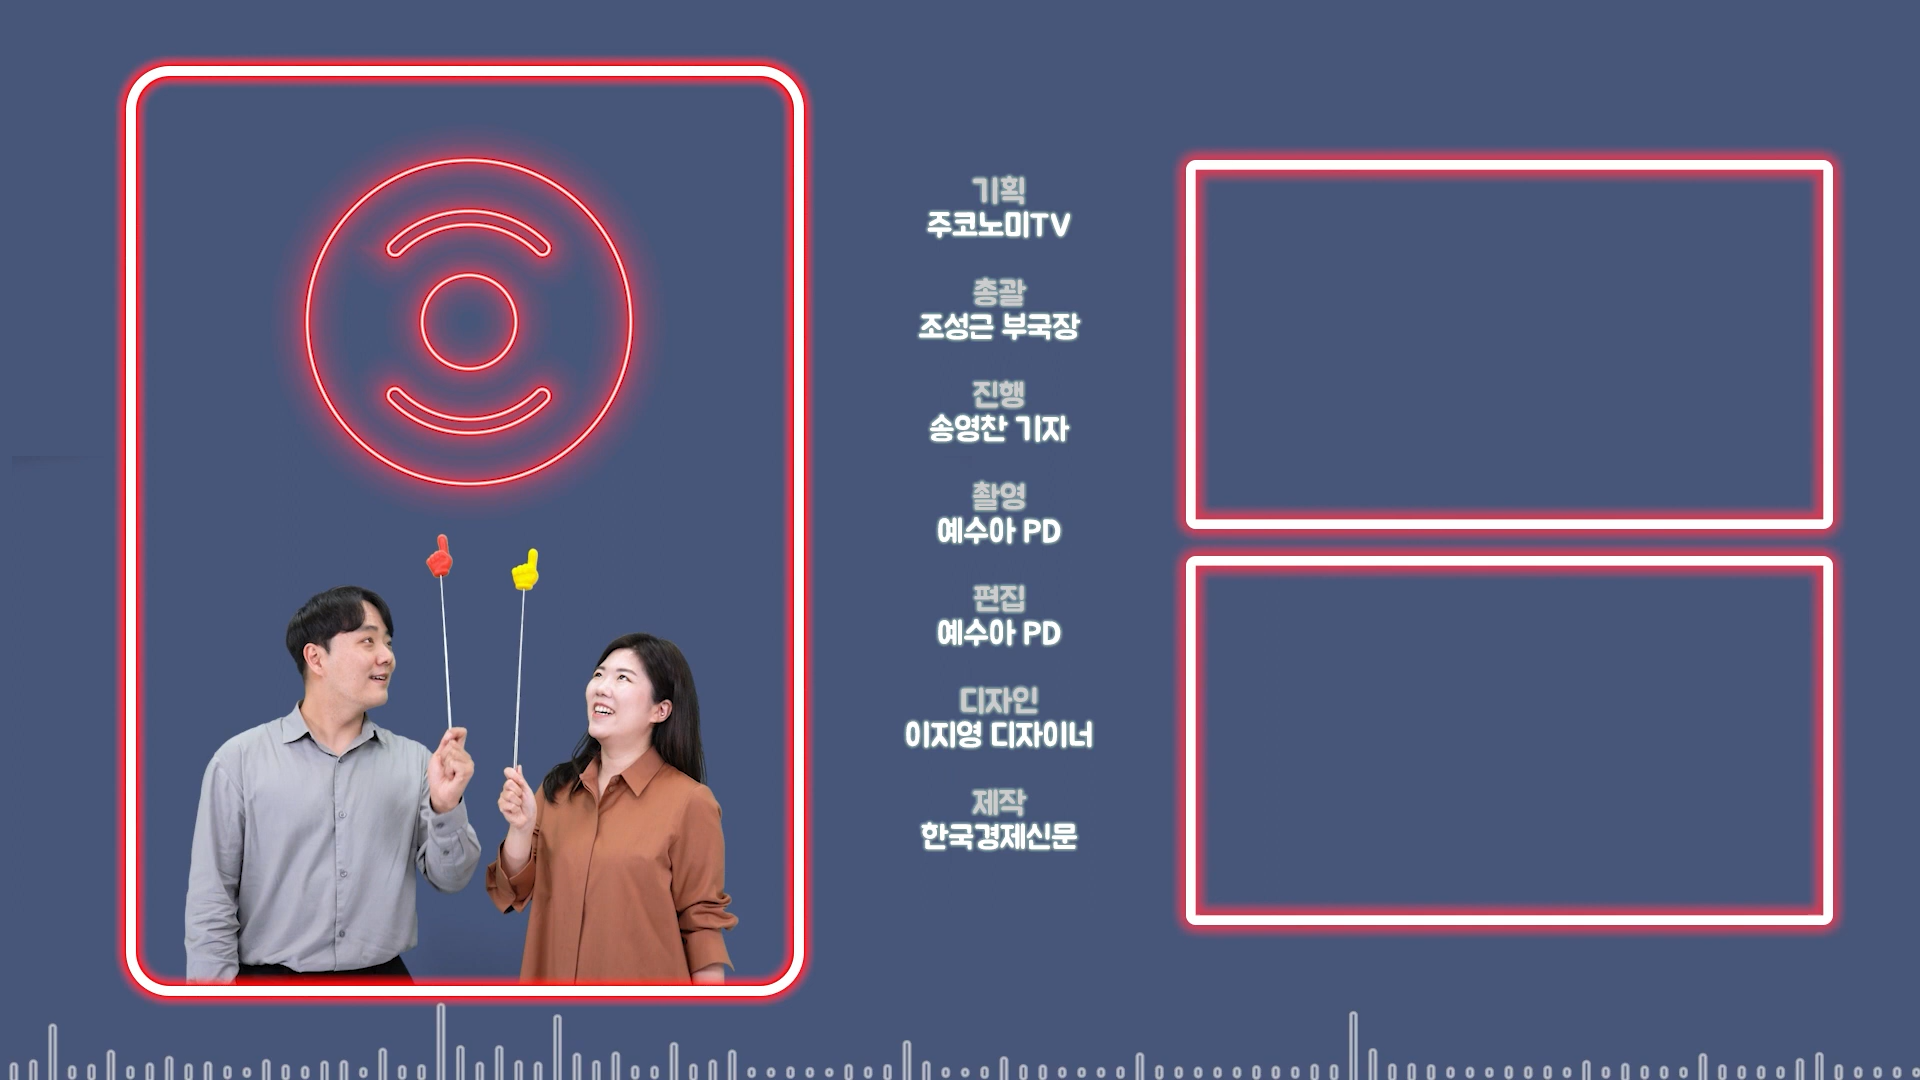 기획
주코노미TV
총괄
조성근 부국장
진행
송영찬 기자
촬영
예수아 PD
편집
예수아 PD
디자인
이지영 디자이너
제작
한국경제신문